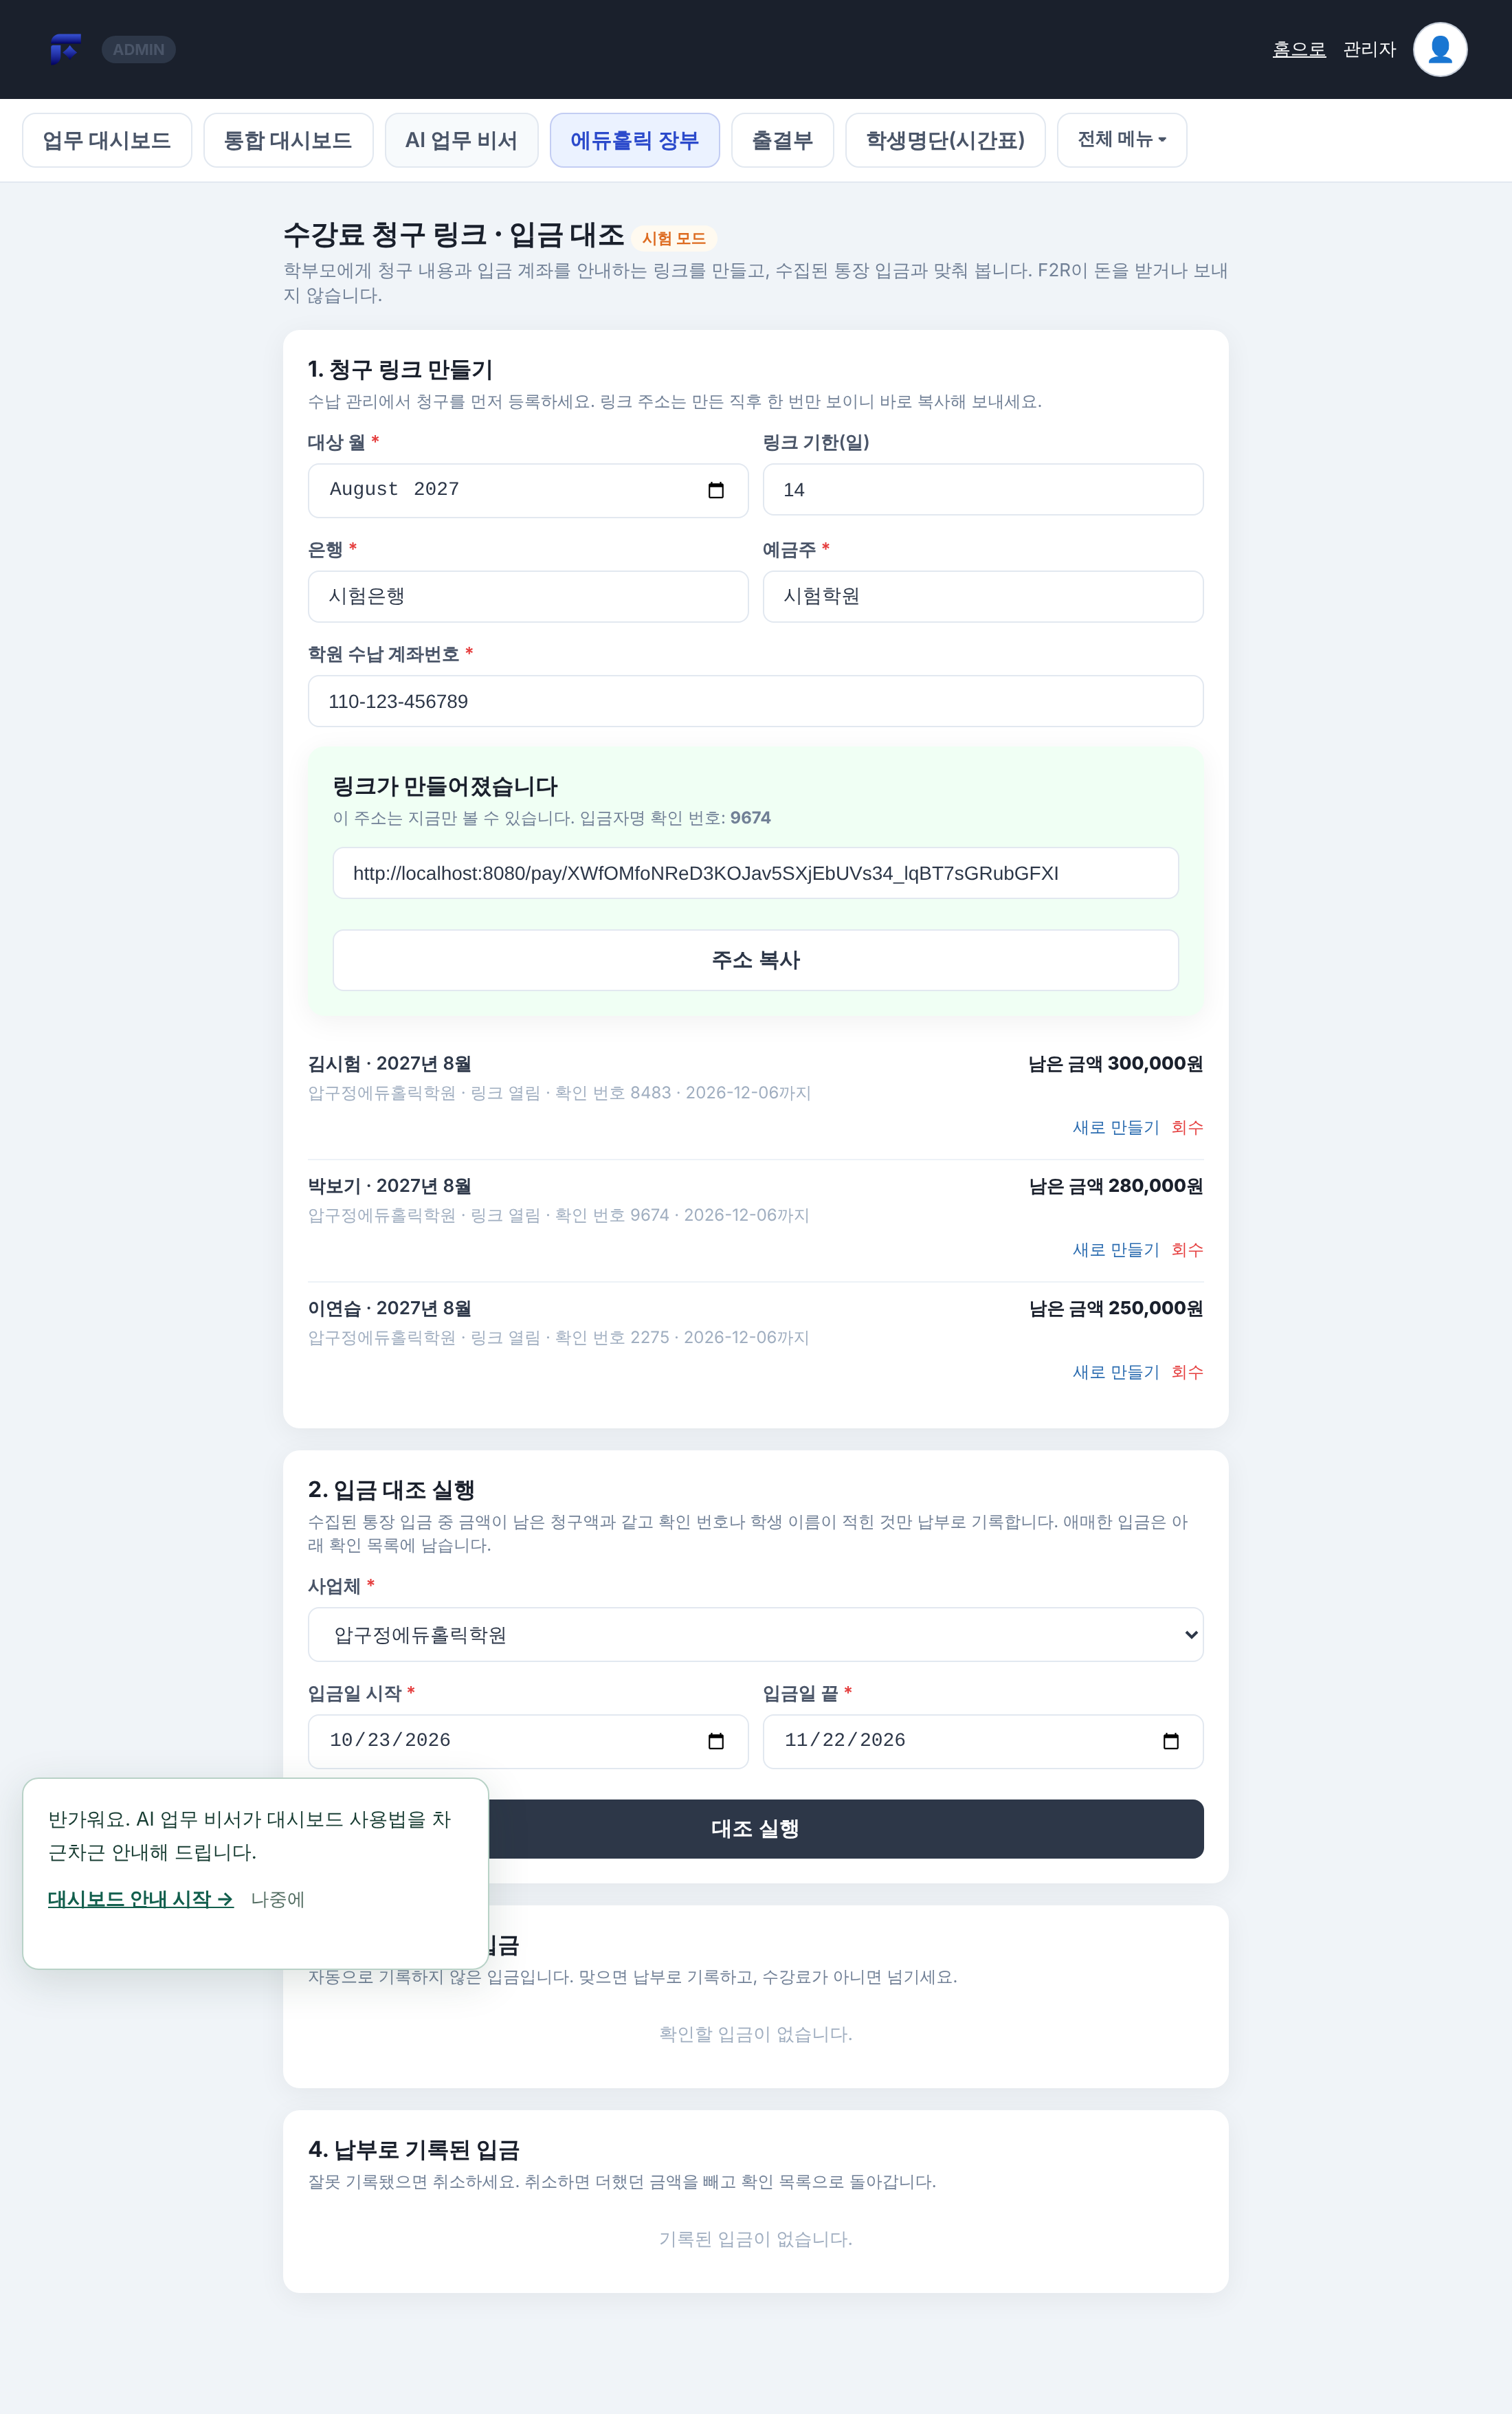 ADMIN
홈으로 관리자
업무 대시보드 통합 대시보드 AI 업무 비서 에듀홀릭 장부 출결부 학생명단(시간표) 전체 메뉴
수강료 청구 링크 · 입금 대조 시험 모드
학부모에게 청구 내용과 입금 계좌를 안내하는 링크를 만들고, 수집된 통장 입금과 맞춰 봅니다. F2R이 돈을 받거나 보내
지 않습니다.
1. 청구 링크 만들기
수납 관리에서 청구를 먼저 등록하세요. 링크 주소는 만든 직후 한 번만 보이니 바로 복사해 보내세요.
대상 월 * 링크 기한(일)
August 2027 14
은행 * 예금주 *
시험은행 시험학원
학원 수납 계좌번호 *
110-123-456789
링크가 만들어졌습니다
이 주소는 지금만 볼 수 있습니다. 입금자명 확인 번호: 9674
http://localhost:8080/pay/XWfOMfoNReD3KOJav5SXjEbUVs34_lqBT7sGRubGFXI
주소 복사
김시험 · 2027년 8월 남은 금액 300,000원
압구정에듀홀릭학원 · 링크 열림 · 확인 번호 8483 · 2026-12-06까지
새로 만들기 회수
박보기 · 2027년 8월 남은 금액 280,000원
압구정에듀홀릭학원 · 링크 열림 · 확인 번호 9674 · 2026-12-06까지
새로 만들기 회수
이연습 · 2027년 8월 남은 금액 250,000원
압구정에듀홀릭학원 · 링크 열림 · 확인 번호 2275 · 2026-12-06까지
새로 만들기 회수
2. 입금 대조 실행
수집된 통장 입금 중 금액이 남은 청구액과 같고 확인 번호나 학생 이름이 적힌 것만 납부로 기록합니다. 애매한 입금은 아
래 확인 목록에 남습니다.
사업체 *
압구정에듀홀릭학원
입금일 시작 * 입금일 끝 *
10/23/2026 11/22/2026
대조 실행
반가워요. AI 업무 비서가 대시보드 사용법을 차
근차근 안내해 드립니다.
대시보드 안내 시작 → 나중에
입금
자동으로 기록하지 않은 입금입니다. 맞으면 납부로 기록하고, 수강료가 아니면 넘기세요.
확인할 입금이 없습니다.
4. 납부로 기록된 입금
잘못 기록됐으면 취소하세요. 취소하면 더했던 금액을 빼고 확인 목록으로 돌아갑니다.
기록된 입금이 없습니다.